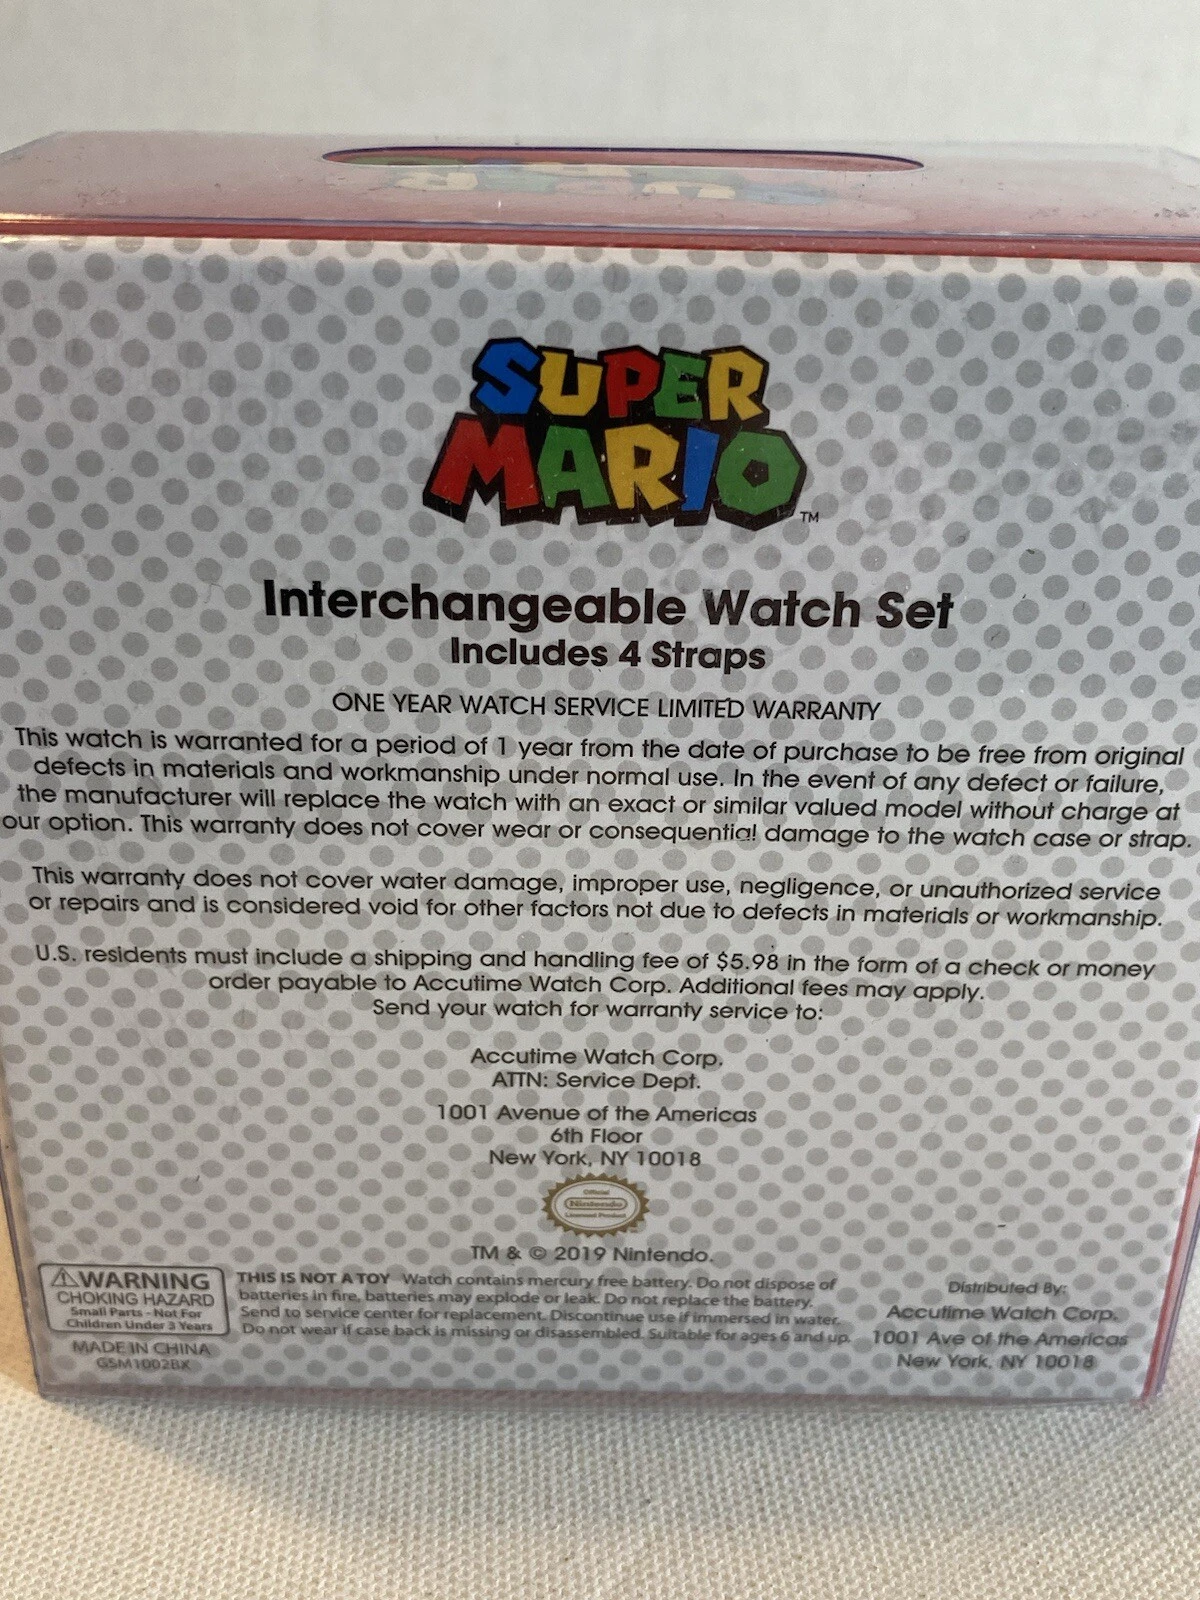 SUPER
MARIO
TM
Interchangeable Watch Set
Includes 4 Straps
ONE YEAR WATCH SERVICE LIMITED WARRANTY
This watch is warranted for a period of 1 year from the date of purchase to be free from original
defects in materials and workmanship under normal use. In the event of any defect or failure,
the manufacturer will replace the watch with an exact or similar valued model without charge at
our option. This warranty does not cover wear or consequential damage to the watch case or strap.
This warranty does not cover water damage, improper use, negligence, or unauthorized service
or repairs and is considered void for other factors not due to defects in materials or workmanship.
U.S. residents must include a shipping and handling fee of $5.98 in the form of a check or money
order payable to Accutime Watch Corp. Additional fees may apply.
Send your watch for warranty service to:
Accutime Watch Corp.
ATTN: Service Dept.
1001 Avenue of the Americas
6th Floor
New York, NY 10018
Official
Nintendo
Licensed Product
TM & © 2019 Nintendo.
WARNING
CHOKING HAZARD
Small Parts - Not For
Children Under 3 Years
MADE IN CHINA
GSM1002BX
THIS IS NOT A TOY Watch contains mercury free battery. Do not dispose of
batteries in fire, batteries may explode or leak. Do not replace the battery.
Send to service center for replacement. Discontinue use if immersed in water.
Do not wear if case back is missing or disassembled. Suitable for ages 6 and up.
Distributed By:
Accutime Watch Corp.
1001 Ave of the Americas
New York, NY 10018